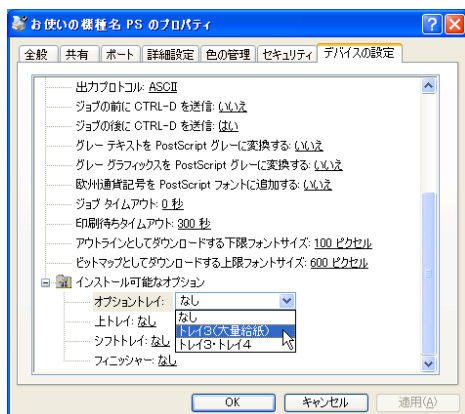 お使いの機種名 PS のプロパティ
全般 共有 ポート 詳細設定 色の管理 セキュリティ デバイスの設定
出力プロトコル: ASCII
ジョブの前に CTRL-D を送信: いいえ
ジョブの後に CTRL-D を送信: はい
グレー テキストを PostScript グレーに変換する: いいえ
グレー グラフィックスを PostScript グレーに変換する: いいえ
欧州通貨記号を PostScript フォントに追加する: いいえ
ジョブ タイムアウト: 0 秒
印刷待ちタイムアウト: 300 秒
アウトラインとしてダウンロードする下限フォントサイズ: 100 ピクセル
ビットマップとしてダウンロードする上限フォントサイズ: 600 ピクセル
インストール可能なオプション
オプショントレイ: なし
なし
上トレイ: なし
トレイ3(大量給紙)
シフトトレイ: なし
トレイ3・トレイ4
フィニッシャー: なし
OK キャンセル 適用(A)